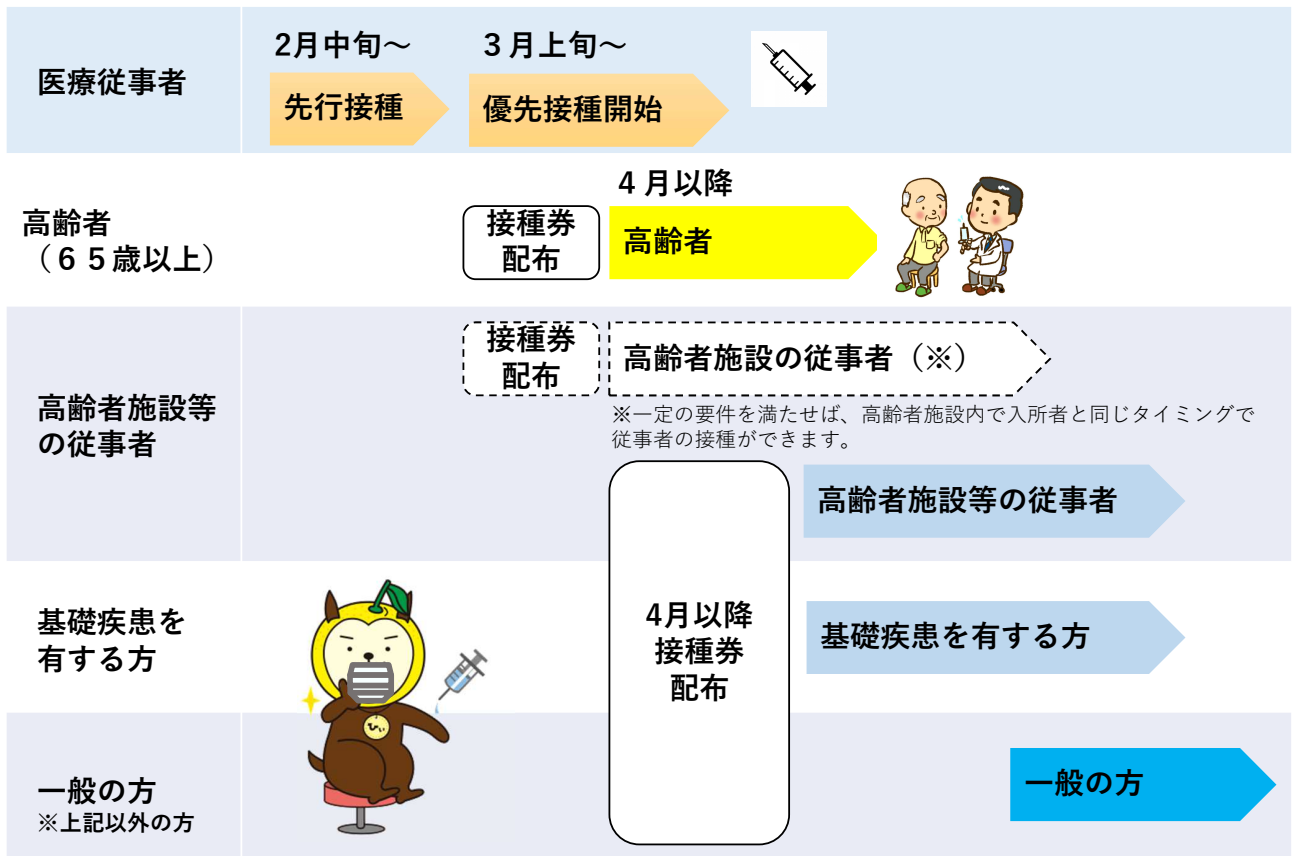 医療従事者
2月中旬～
先行接種
３月上旬～
優先接種開始
高齢者
（６５歳以上）
接種券
配布
４月以降
高齢者
高齢者施設等
の従事者
接種券
配布
高齢者施設の従事者（※）
※一定の要件を満たせば、高齢者施設内で入所者と同じタイミングで
従事者の接種ができます。
高齢者施設等の従事者
4月以降
接種券
配布
基礎疾患を
有する方
基礎疾患を有する方
ひぃ
一般の方
※上記以外の方
一般の方